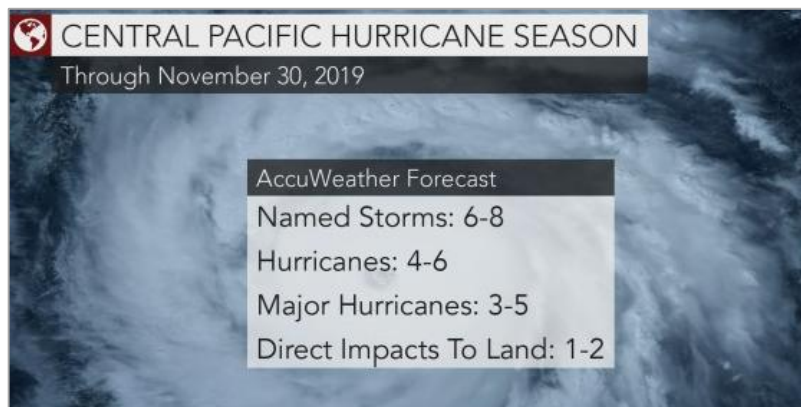 CENTRAL PACIFIC HURRICANE SEASON
Through November 30, 2019
AccuWeather Forecast
Named Storms: 6-8
Hurricanes: 4-6
Major Hurricanes: 3-5
Direct Impacts To Land: 1-2